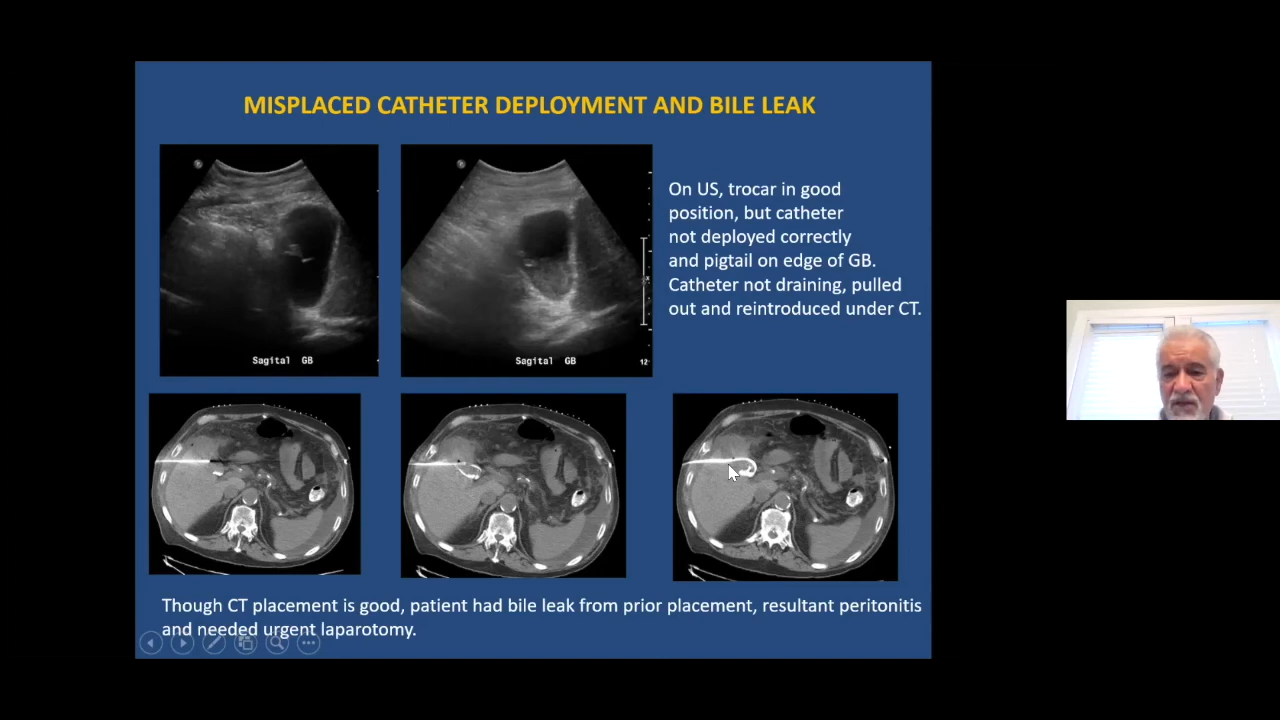 MISPLACED CATHETER DEPLOYMENT AND BILE LEAK
On US, trocar in good
position, but catheter
not deployed correctly
and pigtail on edge of GB.
Catheter not draining, pulled
out and reintroduced under CT.
Sagital GB
Sagital GB
12
Though CT placement is good, patient had bile leak from prior placement, resultant peritonitis
and needed urgent laparotomy.